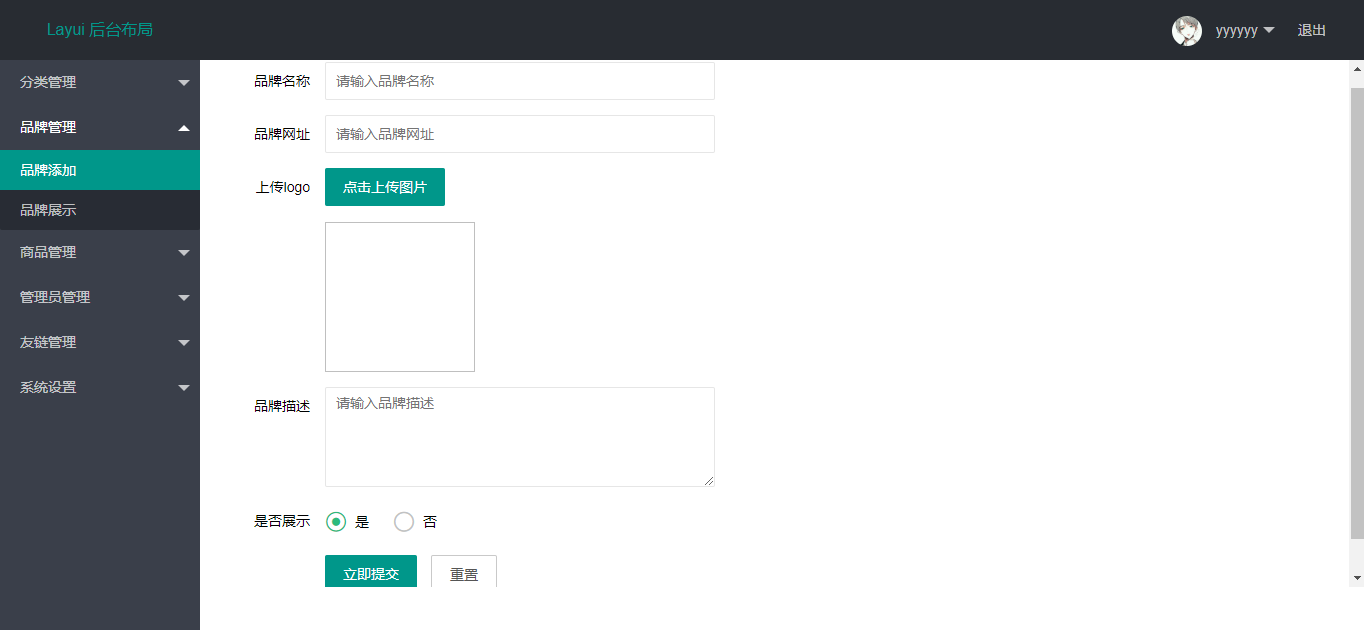 Layui 后台布局
yyyyyy
退出
分类管理
品牌管理
品牌添加
品牌展示
商品管理
管理员管理
友链管理
系统设置
品牌名称
请输入品牌名称
品牌网址
请输入品牌网址
上传logo
点击上传图片
品牌描述
请输入品牌描述
是否展示
是
否
立即提交
重置